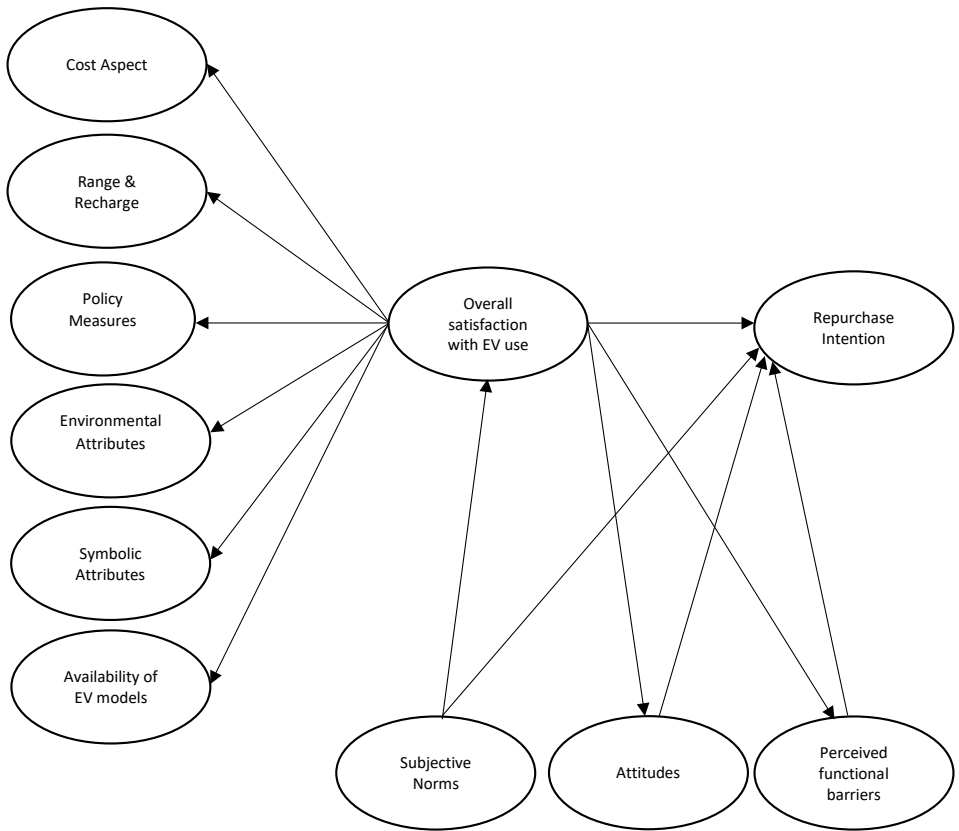 Cost Aspect
Range &
Recharge
Policy
Measures
Environmental
Attributes
Symbolic
Attributes
Availability of
EV models
Overall
satisfaction
with EV use
Repurchase
Intention
Subjective
Norms
Attitudes
Perceived
functional
barriers